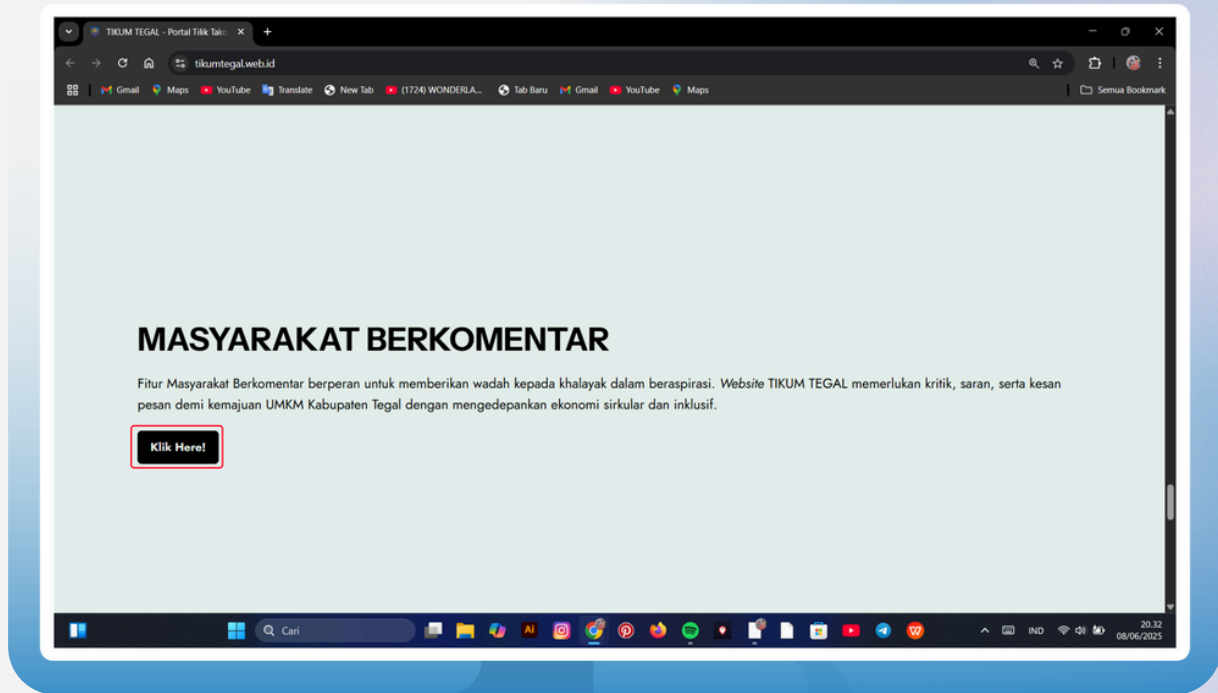 TIKUM TEGAL - Portal Tilik Tako
tikumtegal.web.id
Gmail Maps YouTube Translate New Tab (1724) WONDERLA... Tab Baru Gmail YouTube Maps Semua Bookmark
MASYARAKAT BERKOMENTAR
Fitur Masyarakat Berkomentar berperan untuk memberikan wadah kepada khalayak dalam beraspirasi. Website TIKUM TEGAL memerlukan kritik, saran, serta kesan
pesan demi kemajuan UMKM Kabupaten Tegal dengan mengedepankan ekonomi sirkular dan inklusif.
Klik Here!
Cari
Ai
IND
20.32
08/06/2025